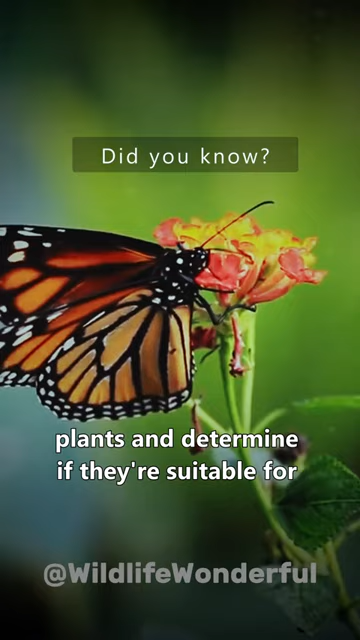 Did you know?
plants and determine
if they're suitable for
@WildlifeWonderful